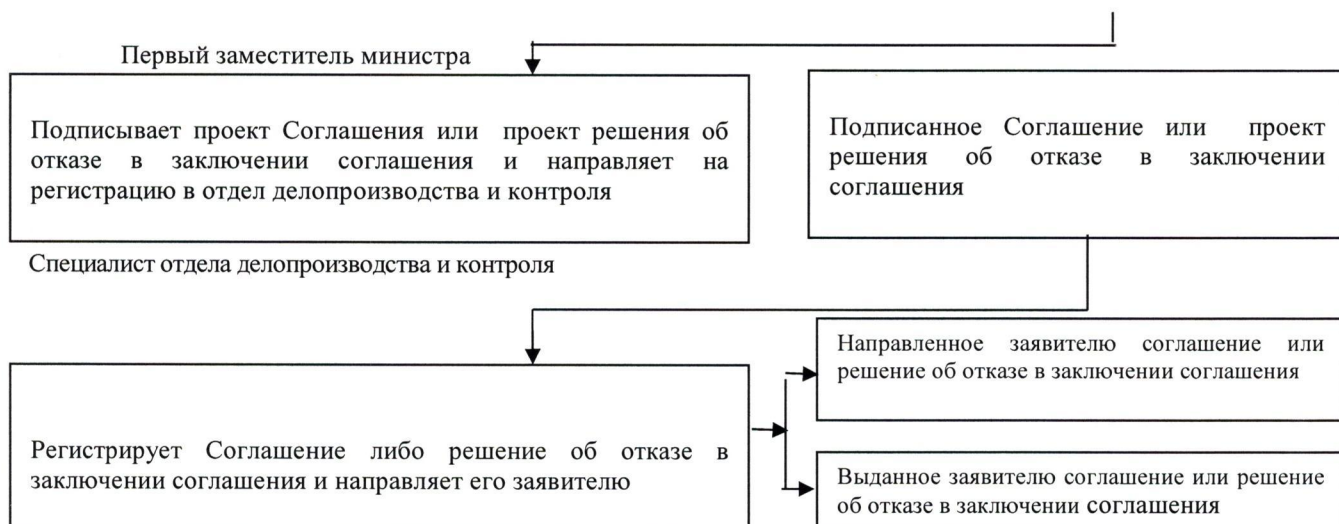 Первый заместитель министра
Подписывает проект Соглашения или проект решения об
отказе в заключении соглашения и направляет на
регистрацию в отдел делопроизводства и контроля
Подписанное Соглашение или проект
решения об отказе в заключении
соглашения
Специалист отдела делопроизводства и контроля
Регистрирует Соглашение либо решение об отказе в
заключении соглашения и направляет его заявителю
Направленное заявителю соглашение или
решение об отказе в заключении соглашения
Выданное заявителю соглашение или решение
об отказе в заключении соглашения